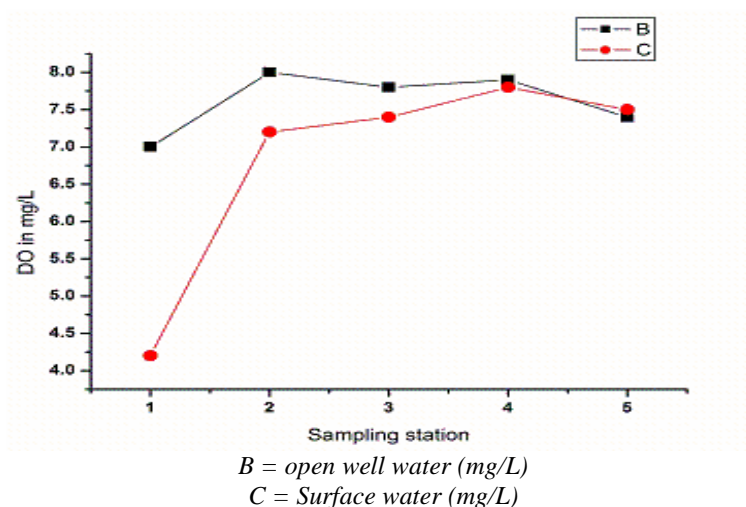 B
C
8.0
7.5
7.0
6.5
6.0
5.5
5.0
4.5
4.0
DO in mg/L
1 2 3 4 5
Sampling station
B = open well water (mg/L)
C = Surface water (mg/L)